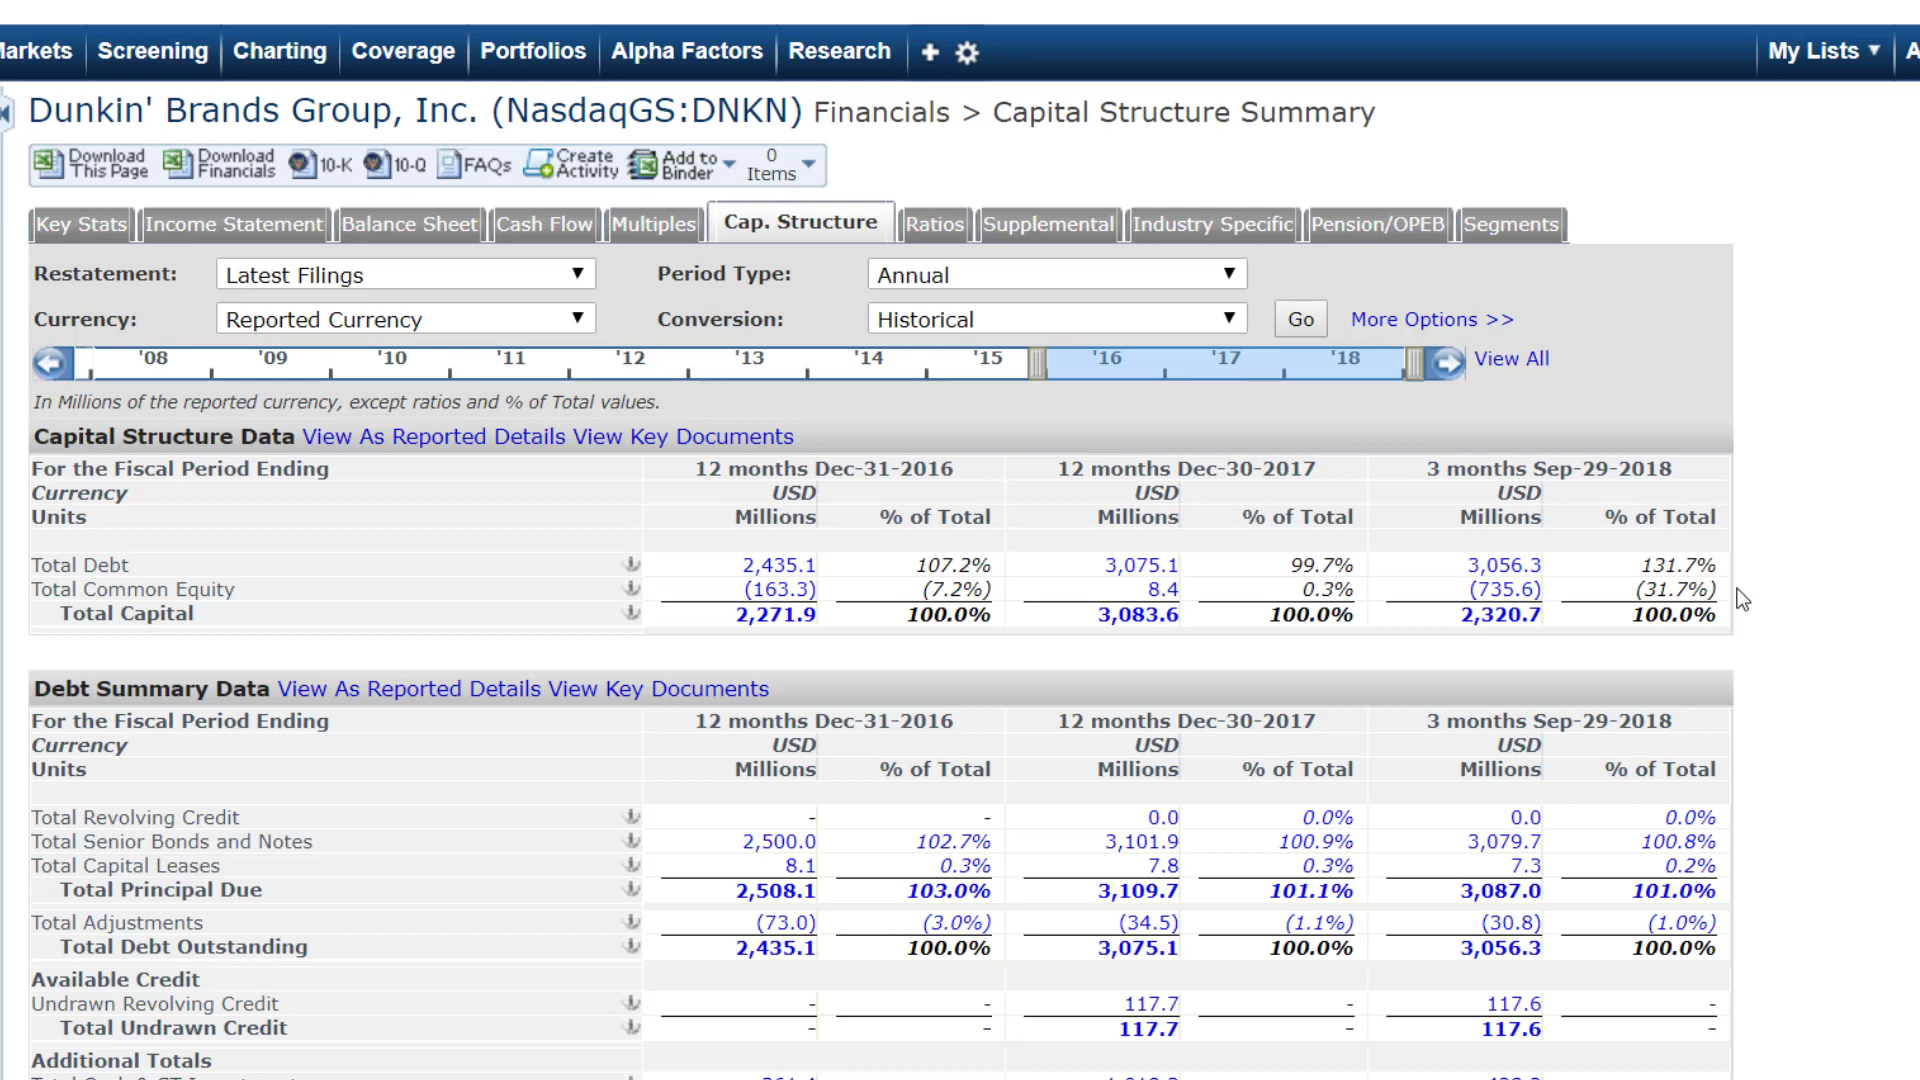 Markets Screening Charting Coverage Portfolios Alpha Factors Research My Lists
Dunkin' Brands Group, Inc. (NasdaqGS:DNKN) Financials > Capital Structure Summary
Download This Page Download Financials 10-K 10-Q FAQs Create Activity Add to Binder 0 Items
Key Stats Income Statement Balance Sheet Cash Flow Multiples Cap. Structure Ratios Supplemental Industry Specific Pension/OPEB Segments
Restatement: Latest Filings Period Type: Annual
Currency: Reported Currency Conversion: Historical Go More Options >>
'08 '09 '10 '11 '12 '13 '14 '15 '16 '17 '18 View All
In Millions of the reported currency, except ratios and % of Total values.
Capital Structure Data View As Reported Details View Key Documents
For the Fiscal Period Ending 12 months Dec-31-2016 12 months Dec-30-2017 3 months Sep-29-2018
Currency USD USD USD
Units Millions % of Total Millions % of Total Millions % of Total
Total Debt 2,435.1 107.2% 3,075.1 99.7% 3,056.3 131.7%
Total Common Equity (163.3) (7.2%) 8.4 0.3% (735.6) (31.7%)
Total Capital 2,271.9 100.0% 3,083.6 100.0% 2,320.7 100.0%
Debt Summary Data View As Reported Details View Key Documents
For the Fiscal Period Ending 12 months Dec-31-2016 12 months Dec-30-2017 3 months Sep-29-2018
Currency USD USD USD
Units Millions % of Total Millions % of Total Millions % of Total
Total Revolving Credit - - 0.0 0.0% 0.0 0.0%
Total Senior Bonds and Notes 2,500.0 102.7% 3,101.9 100.9% 3,079.7 100.8%
Total Capital Leases 8.1 0.3% 7.8 0.3% 7.3 0.2%
Total Principal Due 2,508.1 103.0% 3,109.7 101.1% 3,087.0 101.0%
Total Adjustments (73.0) (3.0%) (34.5) (1.1%) (30.8) (1.0%)
Total Debt Outstanding 2,435.1 100.0% 3,075.1 100.0% 3,056.3 100.0%
Available Credit
Undrawn Revolving Credit - - 117.7 - 117.6 -
Total Undrawn Credit - - 117.7 - 117.6 -
Additional Totals